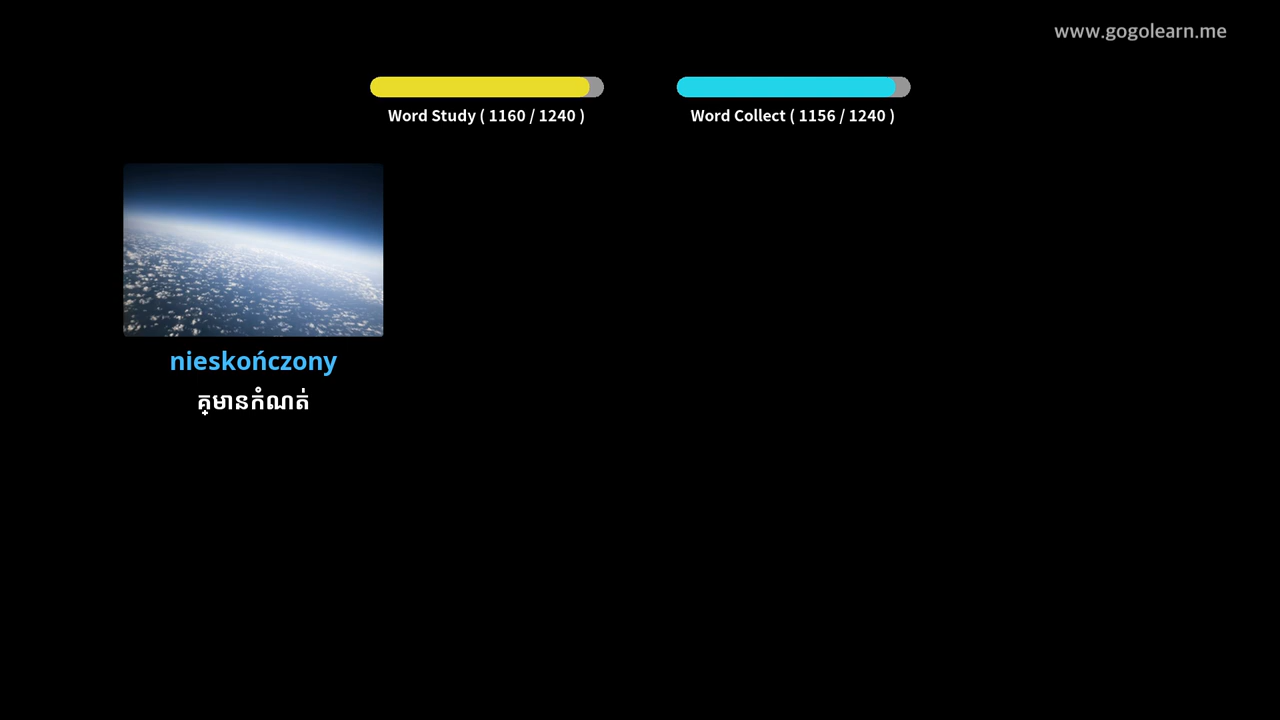 www.gogolearn.me
Word Study ( 1160 / 1240 )
Word Collect ( 1156 / 1240 )
nieskończony
គ្មានកំណត់